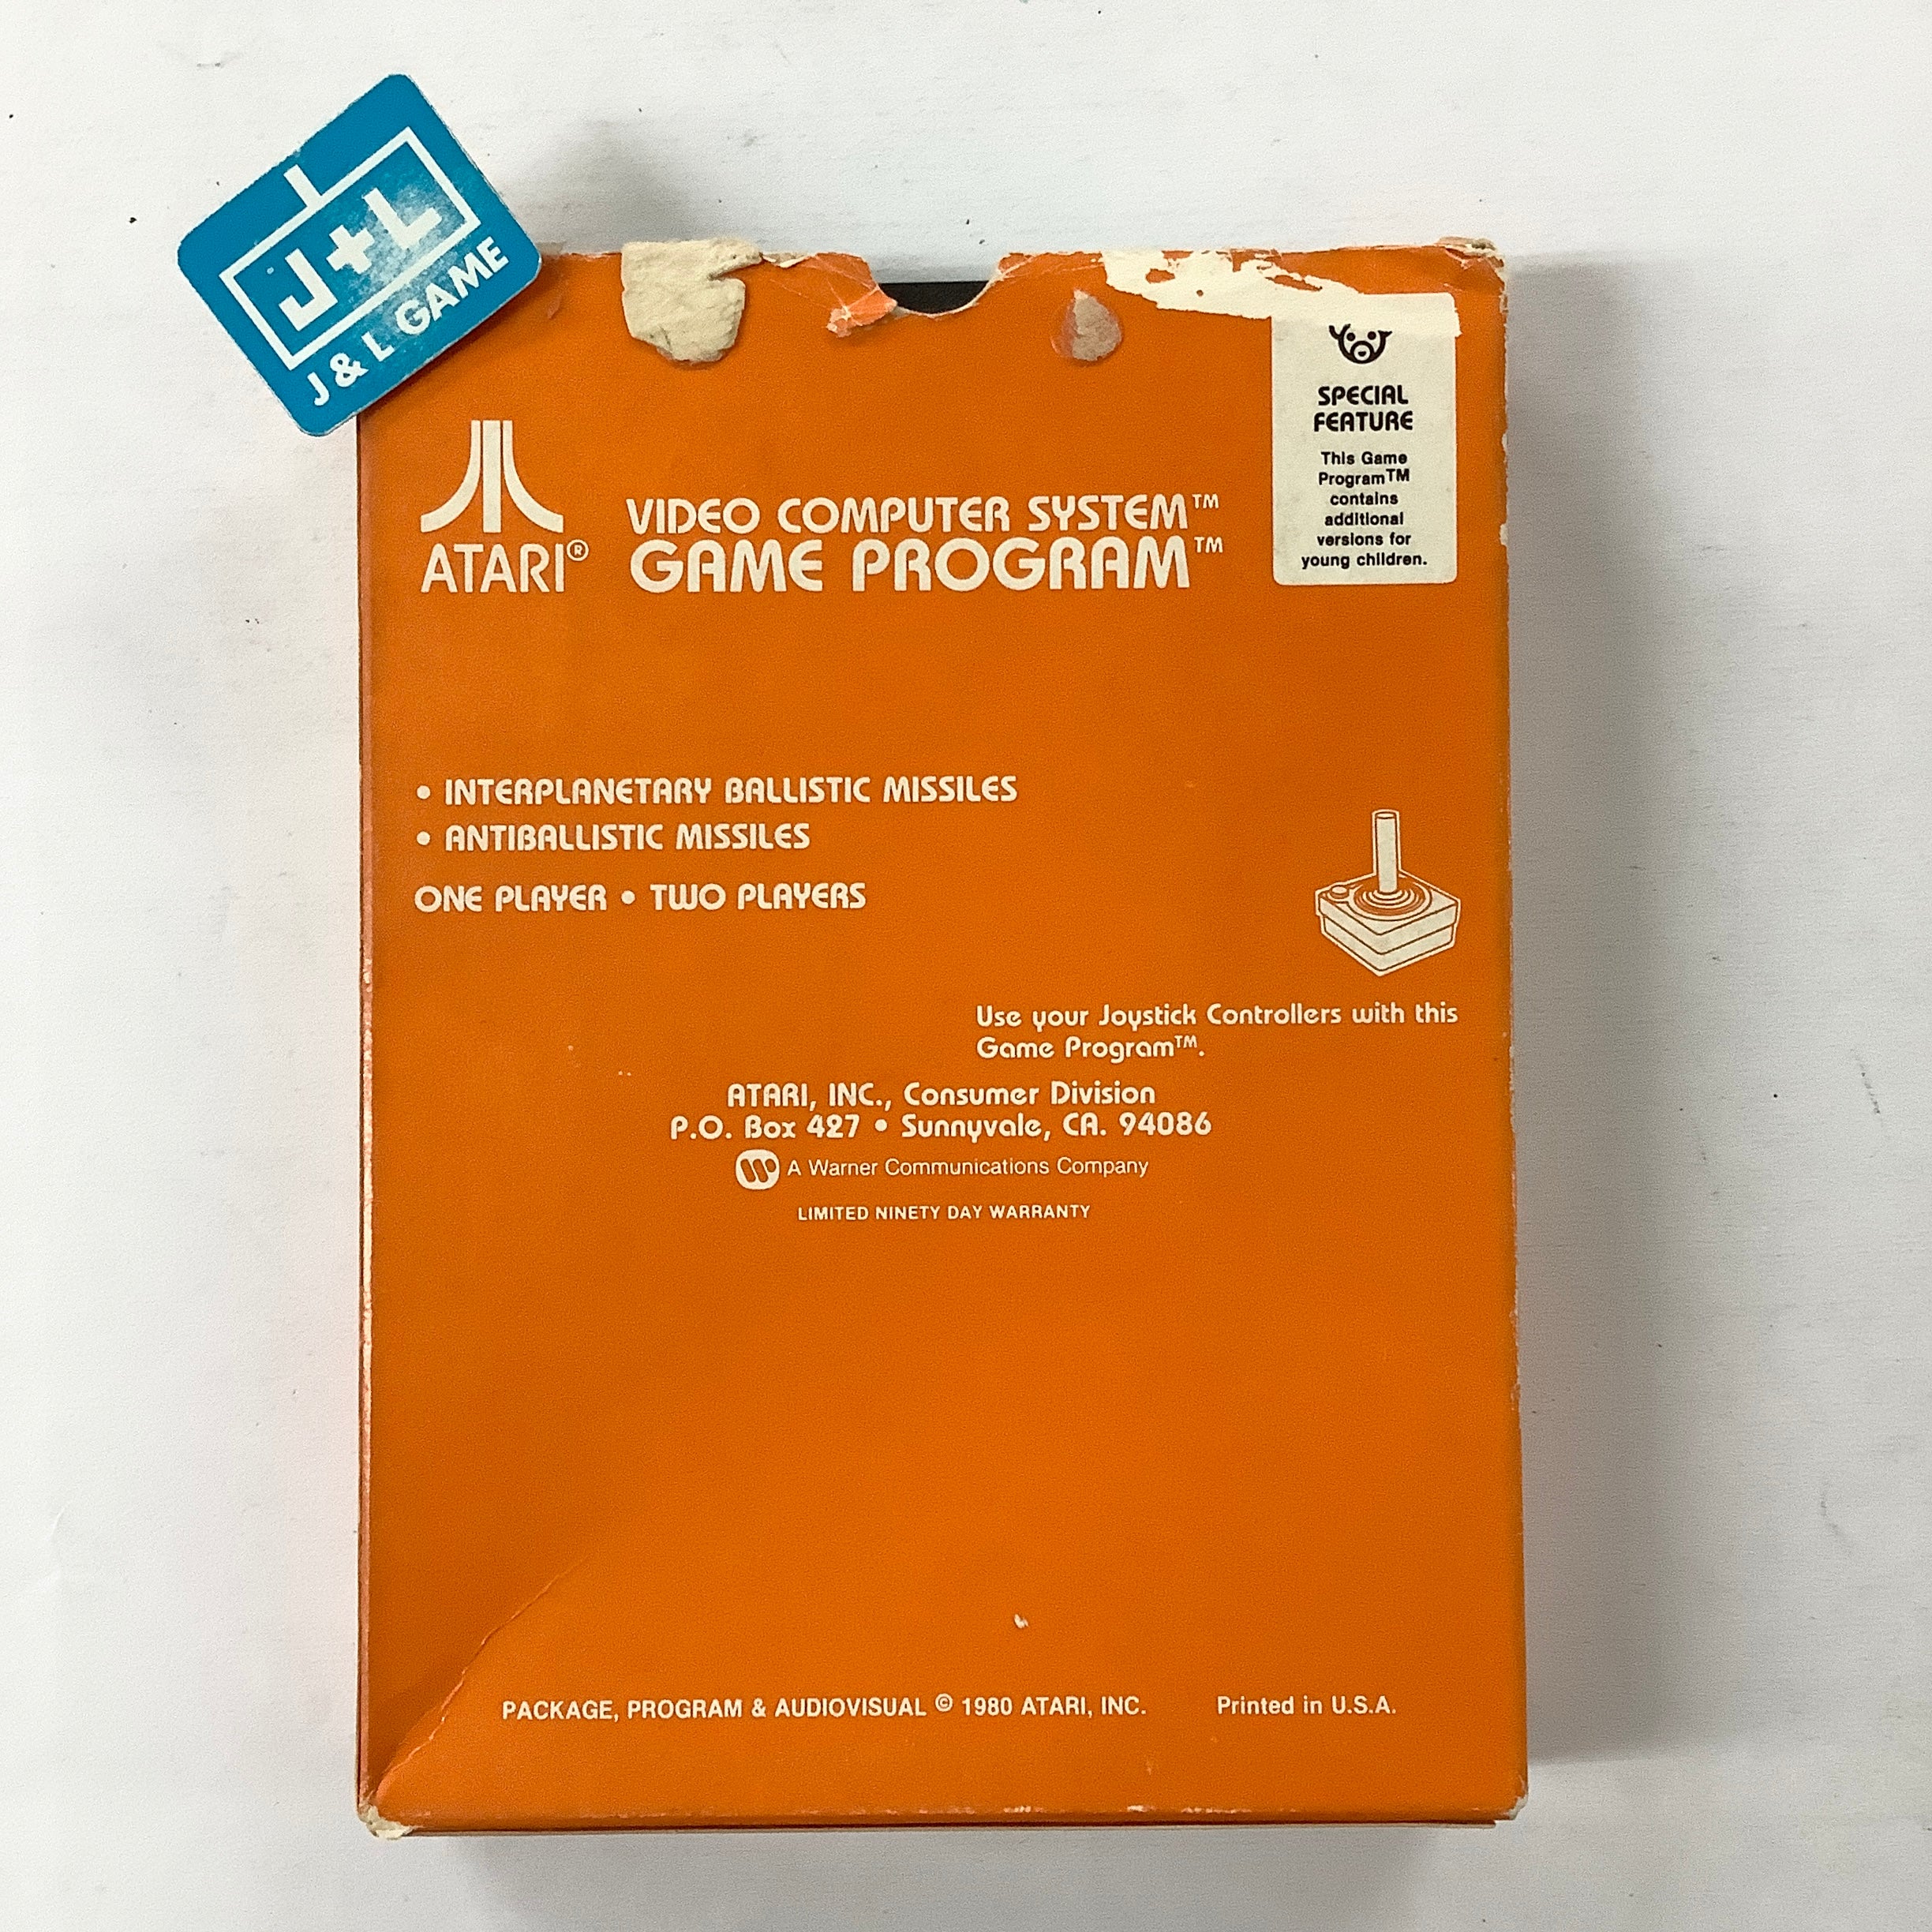 J+L
J & L GAME
SPECIAL
FEATURE
This Game
Program™
contains
additional
versions for
young children.
ATARI®
VIDEO COMPUTER SYSTEM™
GAME PROGRAM™
• INTERPLANETARY BALLISTIC MISSILES
• ANTIBALLISTIC MISSILES
ONE PLAYER • TWO PLAYERS
Use your Joystick Controllers with this
Game Program™.
ATARI, INC., Consumer Division
P.O. Box 427 • Sunnyvale, CA. 94086
A Warner Communications Company
LIMITED NINETY DAY WARRANTY
PACKAGE, PROGRAM & AUDIOVISUAL © 1980 ATARI, INC. Printed in U.S.A.